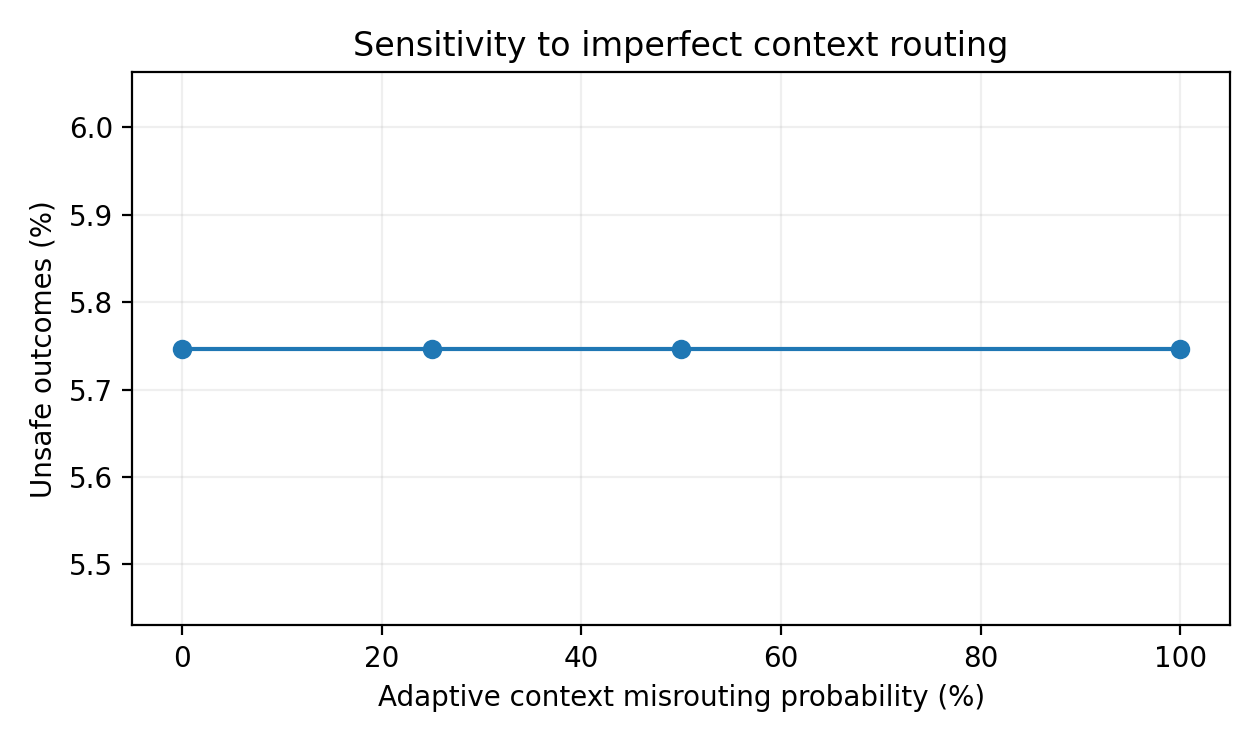 Sensitivity to imperfect context routing
Unsafe outcomes (%)
6.0
5.9
5.8
5.7
5.6
5.5
0 20 40 60 80 100
Adaptive context misrouting probability (%)